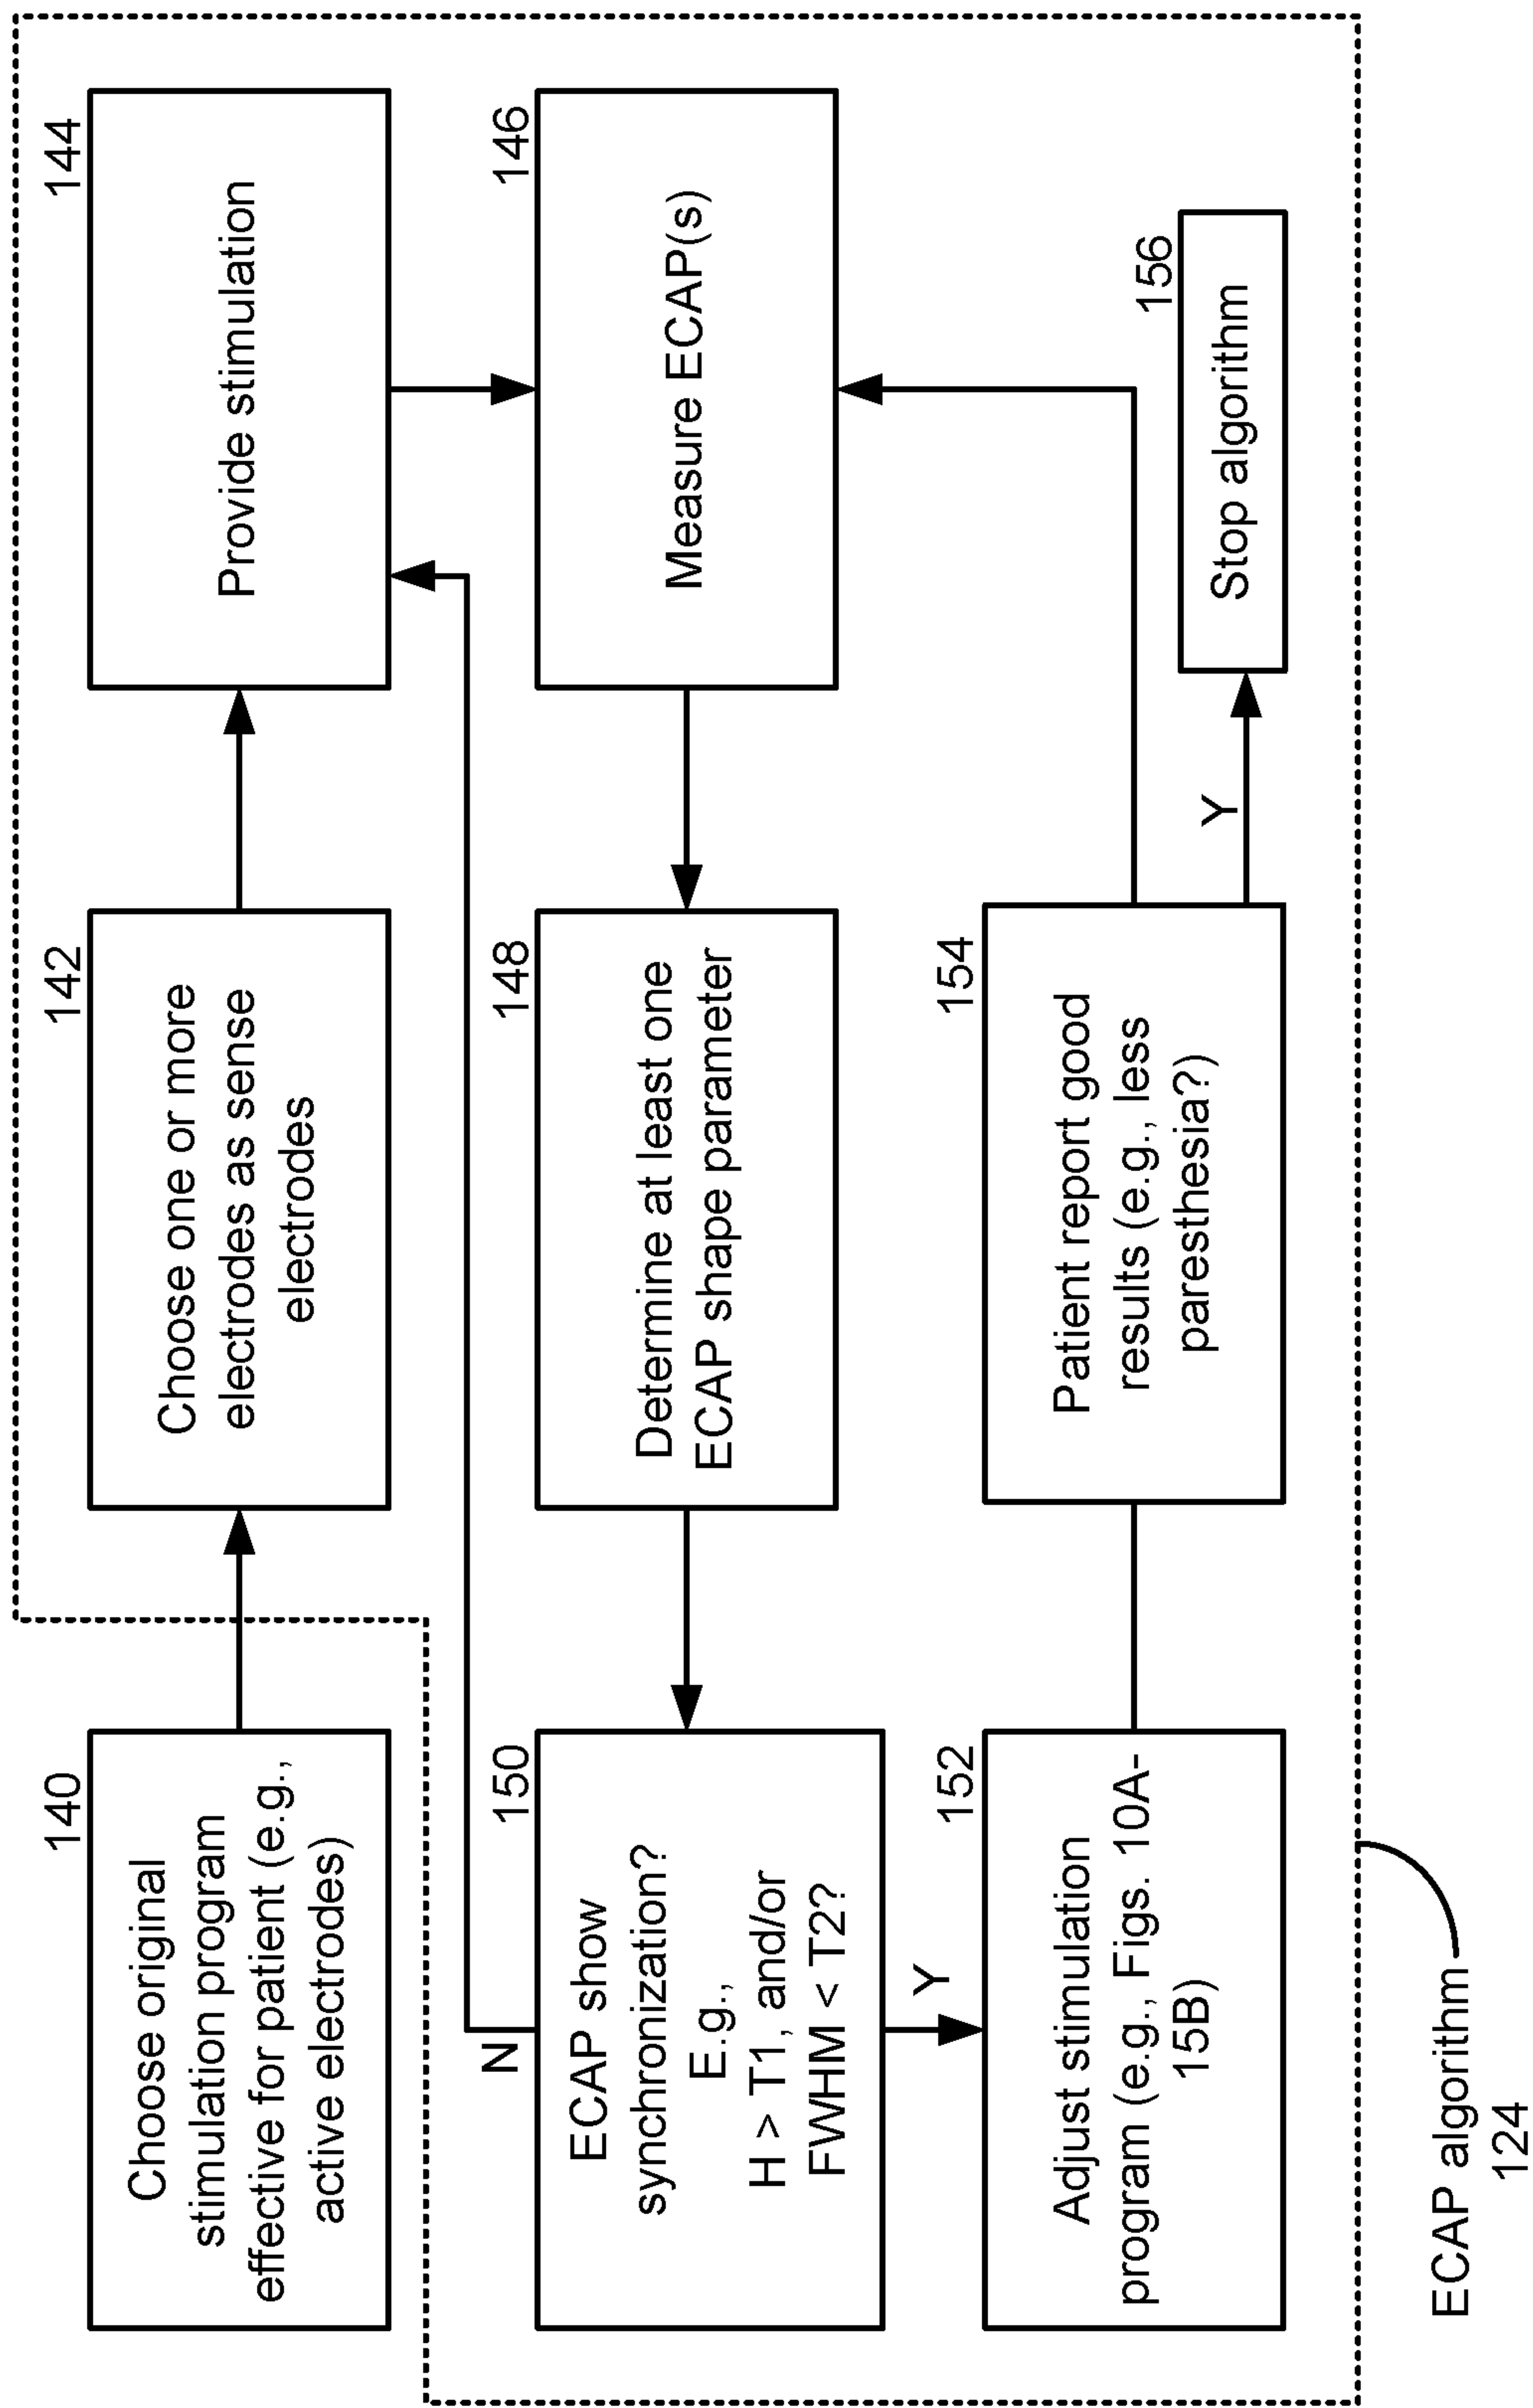 140
Choose original
stimulation program
effective for patient (e.g.,
active electrodes)
142
Choose one or more
electrodes as sense
electrodes
144
Provide stimulation
146
Measure ECAP(s)
148
Determine at least one
ECAP shape parameter
150
ECAP show
synchronization?
E.g.,
H > T1, and/or
FWHM < T2?
N
Y
152
Adjust stimulation
program (e.g., Figs. 10A-
15B)
154
Patient report good
results (e.g., less
paresthesia?)
Y
156
Stop algorithm
ECAP algorithm
124